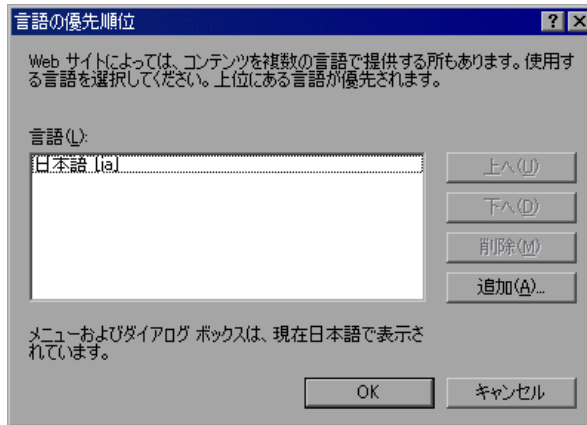 言語の優先順位
Web サイトによっては、コンテンツを複数の言語で提供する所もあります。使用す
る言語を選択してください。上位にある言語が優先されます。
言語(L):
日本語 [ja]
上へ(U)
下へ(D)
削除(M)
追加(A)...
メニューおよびダイアログ ボックスは、現在日本語で表示さ
れています。
OK
キャンセル